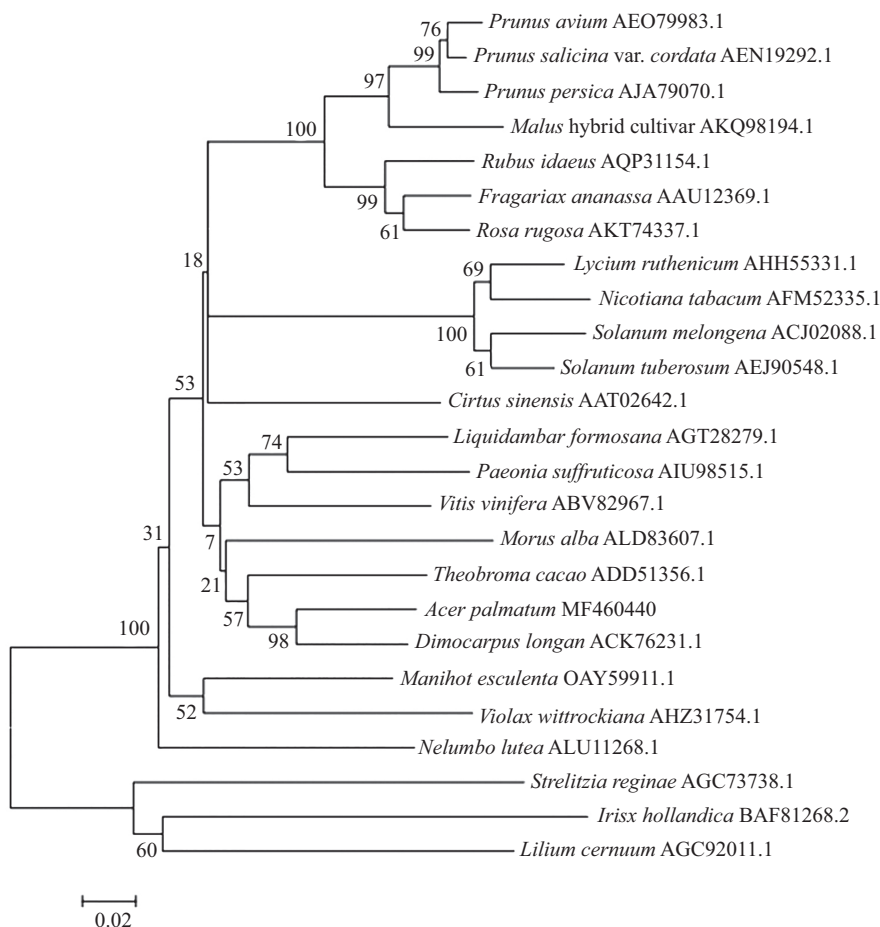 76
Prunus avium AEO79983.1
99
Prunus salicina var. cordata AEN19292.1
97
Prunus persica AJA79070.1
100
Malus hybrid cultivar AKQ98194.1
Rubus idaeus AQP31154.1
99
Fragariax ananassa AAU12369.1
61
Rosa rugosa AKT74337.1
18
69
Lycium ruthenicum AHH55331.1
Nicotiana tabacum AFM52335.1
100
Solanum melongena ACJ02088.1
61
Solanum tuberosum AEJ90548.1
53
Cirtus sinensis AAT02642.1
74
Liquidambar formosana AGT28279.1
53
Paeonia suffruticosa AIU98515.1
Vitis vinifera ABV82967.1
31
7
Morus alba ALD83607.1
21
Theobroma cacao ADD51356.1
57
Acer palmatum MF460440
100
98
Dimocarpus longan ACK76231.1
Manihot esculenta OAY59911.1
52
Violax wittrockiana AHZ31754.1
Nelumbo lutea ALU11268.1
Strelitzia reginae AGC73738.1
Irisx hollandica BAF81268.2
60
Lilium cernuum AGC92011.1
0.02